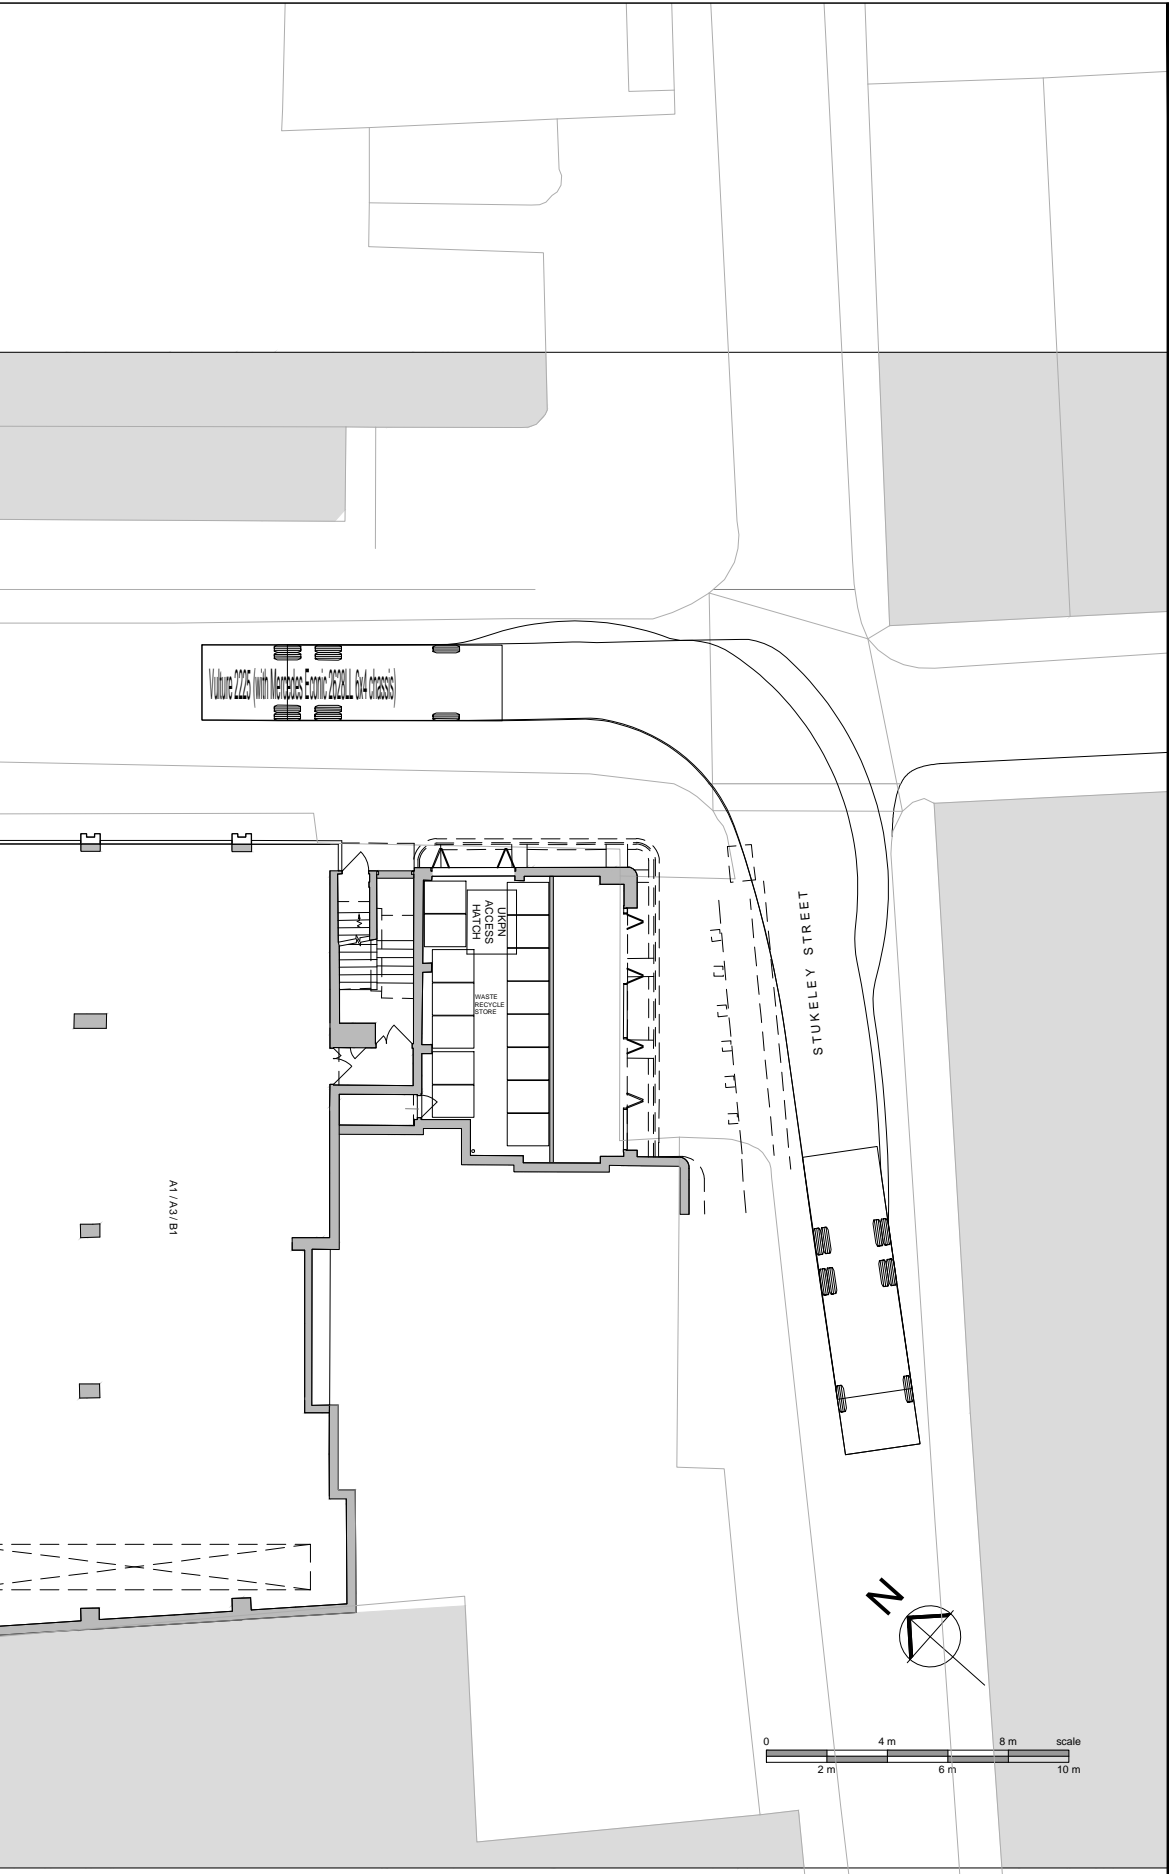 Vulture 2225 (with Mercedes Econic 2628LL 6x4 chassis)
UKPN
ACCESS
HATCH
WASTE
RECYCLE
STORE
STUKELEY STREET
A1 / A3 / B1
N
0 4 m 8 m scale
2 m 6 m 10 m